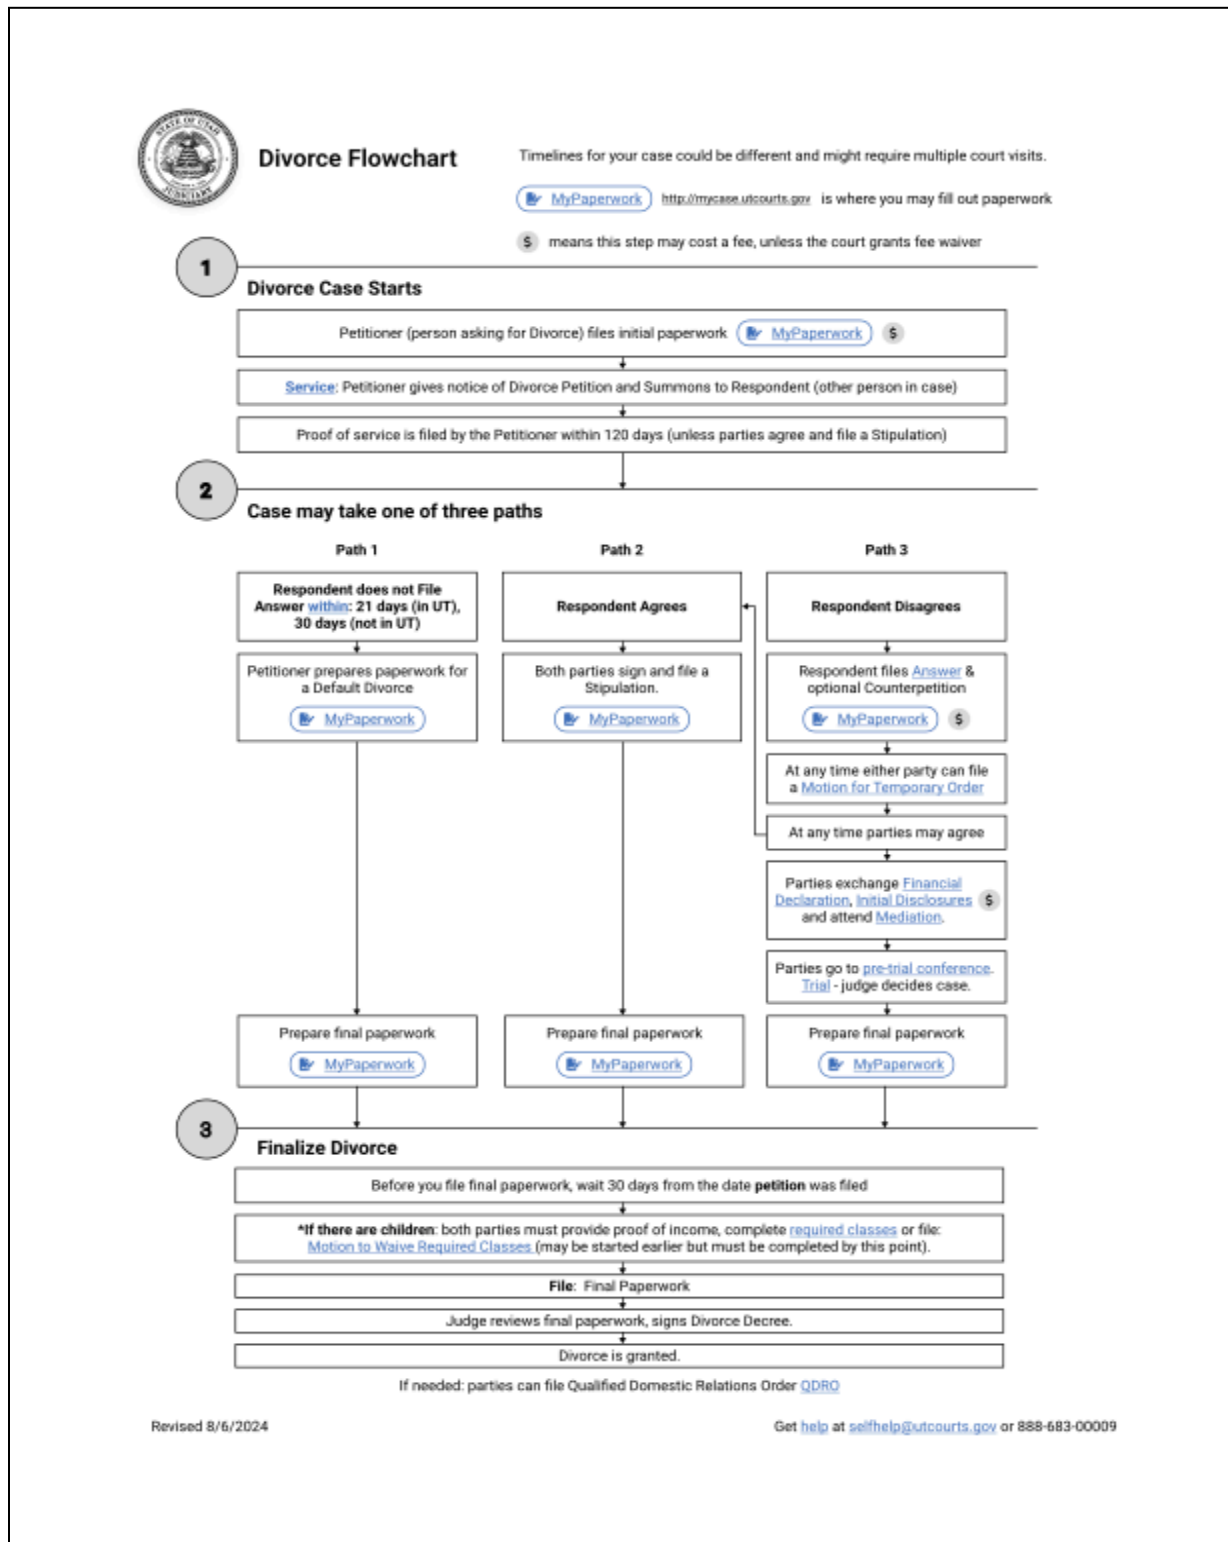 STATE OF UTAH
JUDICIARY
Divorce Flowchart
Timelines for your case could be different and might require multiple court visits.
MyPaperwork http://mycase.utcourts.gov is where you may fill out paperwork
$ means this step may cost a fee, unless the court grants fee waiver
1
Divorce Case Starts
Petitioner (person asking for Divorce) files initial paperwork MyPaperwork $
Service: Petitioner gives notice of Divorce Petition and Summons to Respondent (other person in case)
Proof of service is filed by the Petitioner within 120 days (unless parties agree and file a Stipulation)
2
Case may take one of three paths
Path 1
Respondent does not File
Answer within: 21 days (in UT),
30 days (not in UT)
Petitioner prepares paperwork for
a Default Divorce
MyPaperwork
Prepare final paperwork
MyPaperwork
Path 2
Respondent Agrees
Both parties sign and file a
Stipulation.
MyPaperwork
Prepare final paperwork
MyPaperwork
Path 3
Respondent Disagrees
Respondent files Answer &
optional Counterpetition
MyPaperwork $
At any time either party can file
a Motion for Temporary Order
At any time parties may agree
Parties exchange Financial
Declaration, Initial Disclosures $
and attend Mediation.
Parties go to pre-trial conference.
Trial - judge decides case.
Prepare final paperwork
MyPaperwork
3
Finalize Divorce
Before you file final paperwork, wait 30 days from the date petition was filed
*If there are children: both parties must provide proof of income, complete required classes or file:
Motion to Waive Required Classes (may be started earlier but must be completed by this point).
File: Final Paperwork
Judge reviews final paperwork, signs Divorce Decree.
Divorce is granted.
If needed: parties can file Qualified Domestic Relations Order QDRO
Revised 8/6/2024
Get help at selfhelp@utcourts.gov or 888-683-00009